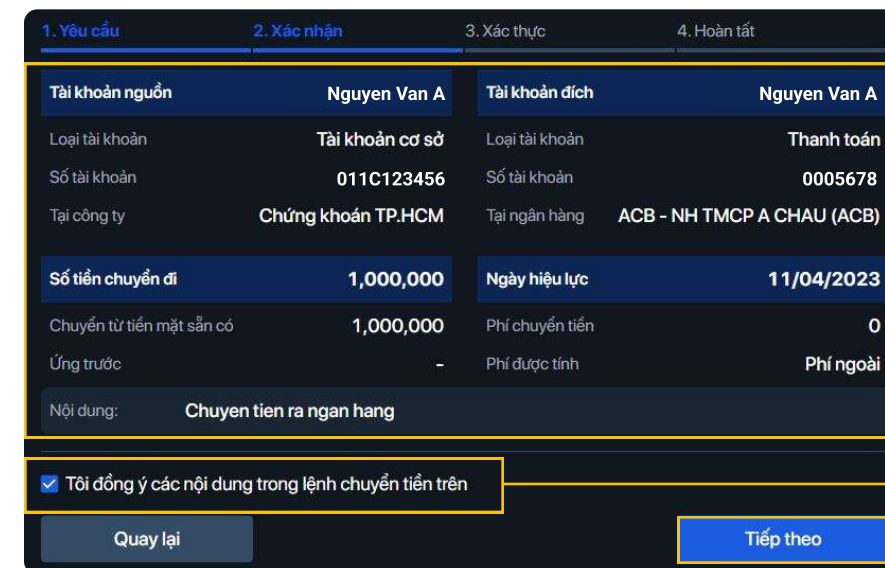 1. Yêu cầu 2. Xác nhận 3. Xác thực 4. Hoàn tất
Tài khoản nguồn Nguyen Van A Tài khoản đích Nguyen Van A
Loại tài khoản Tài khoản cơ sở Loại tài khoản Thanh toán
Số tài khoản 011C123456 Số tài khoản 0005678
Tại công ty Chứng khoán TP.HCM Tại ngân hàng ACB - NH TMCP A CHAU (ACB)
Số tiền chuyển đi 1,000,000 Ngày hiệu lực 11/04/2023
Chuyển từ tiền mặt sẵn có 1,000,000 Phí chuyển tiền 0
Ứng trước - Phí được tính Phí ngoài
Nội dung: Chuyen tien ra ngan hang
Tôi đồng ý các nội dung trong lệnh chuyển tiền trên
Quay lại Tiếp theo